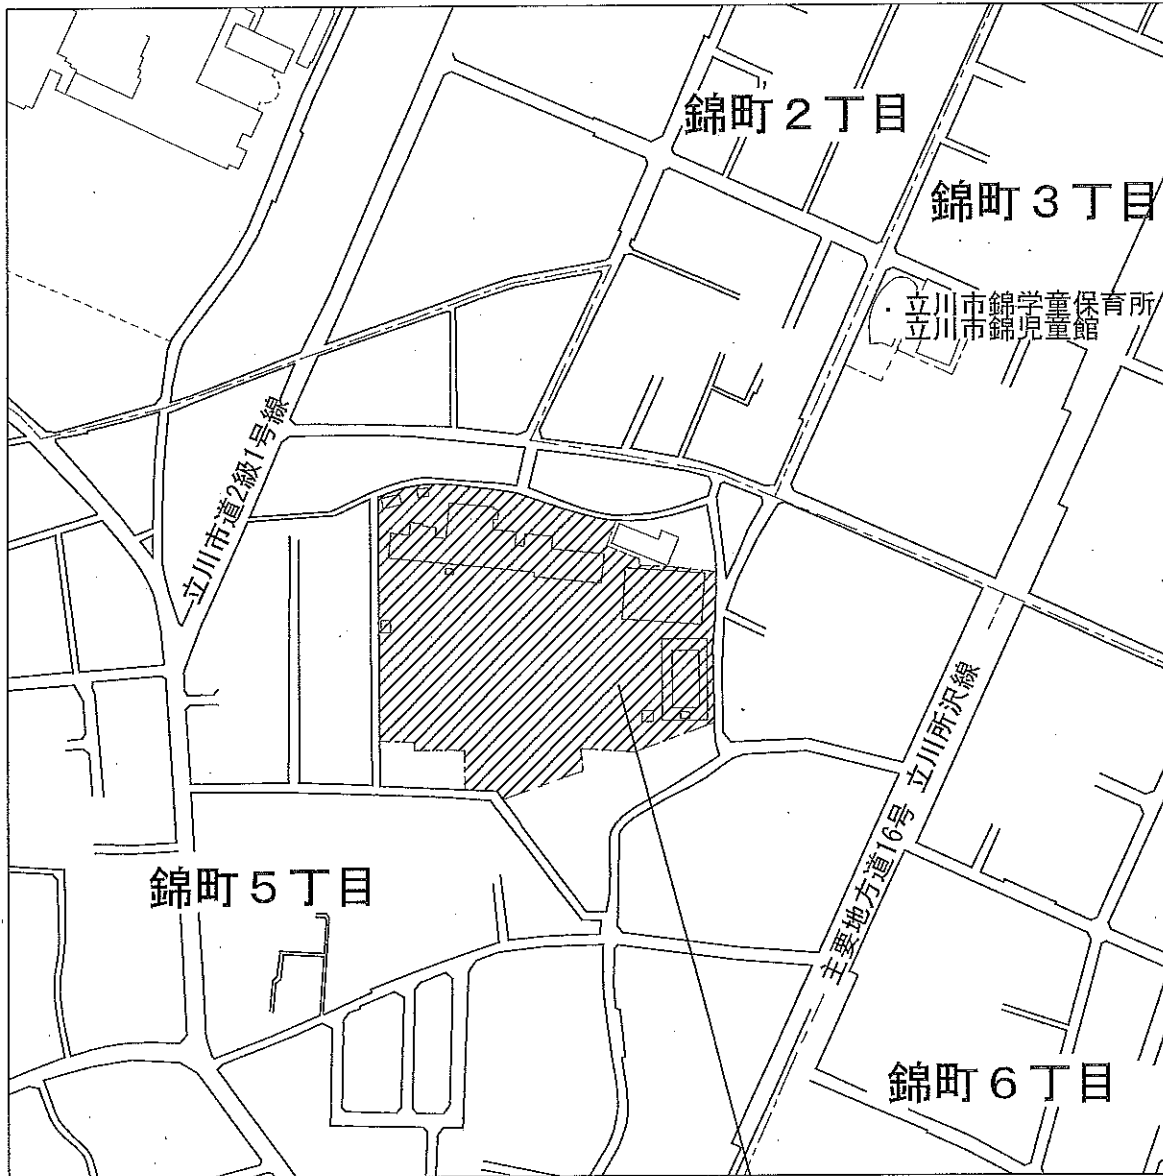 錦町２丁目
錦町３丁目
立川市錦学童保育所
立川市錦児童館
立川市道2級1号線
主要地方道16号 立川所沢線
錦町５丁目
錦町６丁目